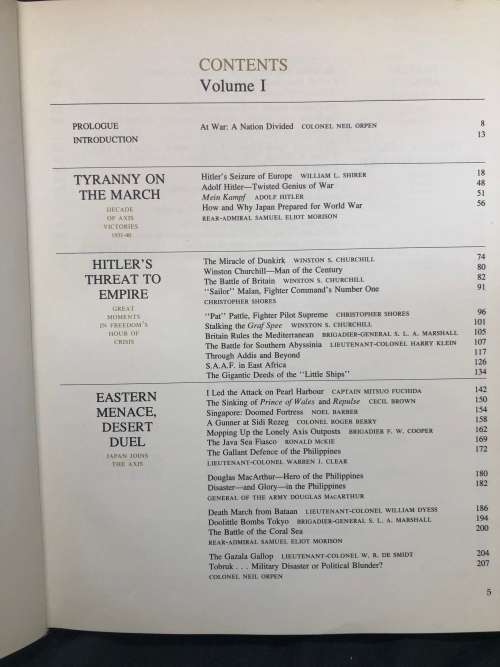 CONTENTS
Volume I
PROLOGUE At War: A Nation Divided COLONEL NEIL ORPEN 8
INTRODUCTION 13
TYRANNY ON
THE MARCH
DECADE
OF AXIS
VICTORIES
1931-40
Hitler's Seizure of Europe WILLIAM L. SHIRER 18
Adolf Hitler—Twisted Genius of War 48
Mein Kampf ADOLF HITLER 51
How and Why Japan Prepared for World War 56
REAR-ADMIRAL SAMUEL ELIOT MORISON
HITLER'S
THREAT TO
EMPIRE
GREAT
MOMENTS
IN FREEDOM'S
HOUR OF
CRISIS
The Miracle of Dunkirk WINSTON S. CHURCHILL 74
Winston Churchill—Man of the Century 80
The Battle of Britain WINSTON S. CHURCHILL 82
"Sailor" Malan, Fighter Command's Number One 91
CHRISTOPHER SHORES
"Pat" Pattle, Fighter Pilot Supreme CHRISTOPHER SHORES 96
Stalking the Graf Spee WINSTON S. CHURCHILL 101
Britain Rules the Mediterranean BRIGADIER-GENERAL S. L. A. MARSHALL 105
The Battle for Southern Abyssinia LIEUTENANT-COLONEL HARRY KLEIN 107
Through Addis and Beyond 117
S.A.A.F. in East Africa 126
The Gigantic Deeds of the "Little Ships" 134
EASTERN
MENACE,
DESERT
DUEL
JAPAN JOINS
THE AXIS
I Led the Attack on Pearl Harbour CAPTAIN MITSUO FUCHIDA 142
The Sinking of Prince of Wales and Repulse CECIL BROWN 150
Singapore: Doomed Fortress NOEL BARBER 154
A Gunner at Sidi Rezeg COLONEL ROGER BERRY 158
Mopping Up the Lonely Axis Outposts BRIGADIER F. W. COOPER 162
The Java Sea Fiasco RONALD McKIE 169
The Gallant Defence of the Philippines 172
LIEUTENANT-COLONEL WARREN J. CLEAR
Douglas MacArthur—Hero of the Philippines 180
Disaster—and Glory—in the Philippines 182
GENERAL OF THE ARMY DOUGLAS MacARTHUR
Death March from Bataan LIEUTENANT-COLONEL WILLIAM DYESS 186
Doolittle Bombs Tokyo BRIGADIER-GENERAL S. L. A. MARSHALL 194
The Battle of the Coral Sea 200
REAR-ADMIRAL SAMUEL ELIOT MORISON
The Gazala Gallop LIEUTENANT-COLONEL W. R. DE SMIDT 204
Tobruk . . . Military Disaster or Political Blunder? 207
COLONEL NEIL ORPEN
5